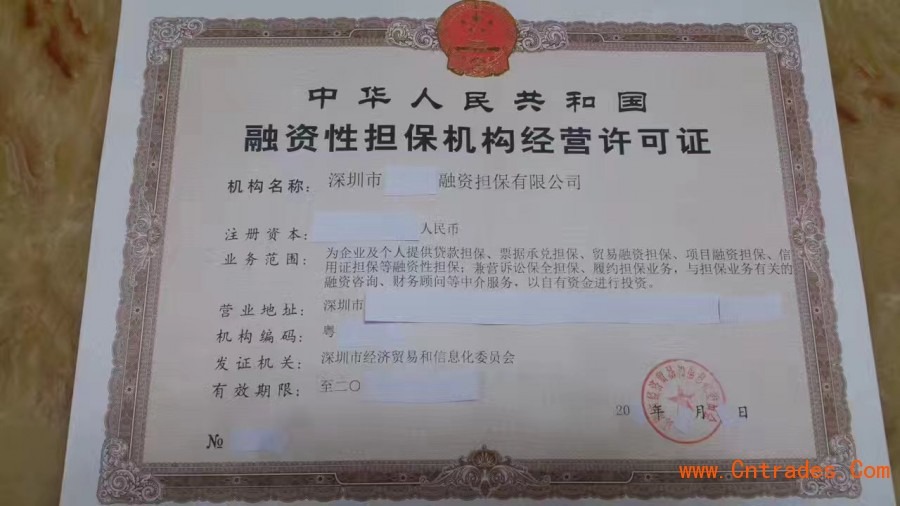 中华人民共和国
融资性担保机构经营许可证
机构名称： 深圳市 融资担保有限公司
注册资本： 人民币
业务范围： 为企业及个人提供贷款担保、票据承兑担保、贸易融资担保、项目融资担保、信
用证担保等融资性担保；兼营诉讼保全担保、履约担保业务，与担保业务有关的
融资咨询、财务顾问等中介服务，以自有资金进行投资。
营业地址： 深圳市
机构编码： 粤
发证机关： 深圳市经济贸易和信息化委员会
有效期限： 至二〇
20 年 月 日
№
www.Cntrades.Com